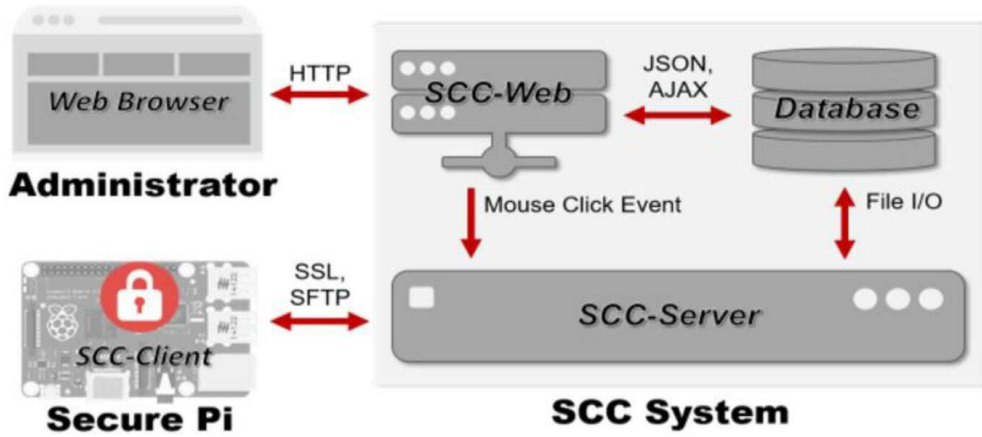 Web Browser
Administrator
HTTP
SCC-Web
JSON,
AJAX
Database
Mouse Click Event
File I/O
SCC-Client
Secure Pi
SSL,
SFTP
SCC-Server
SCC System